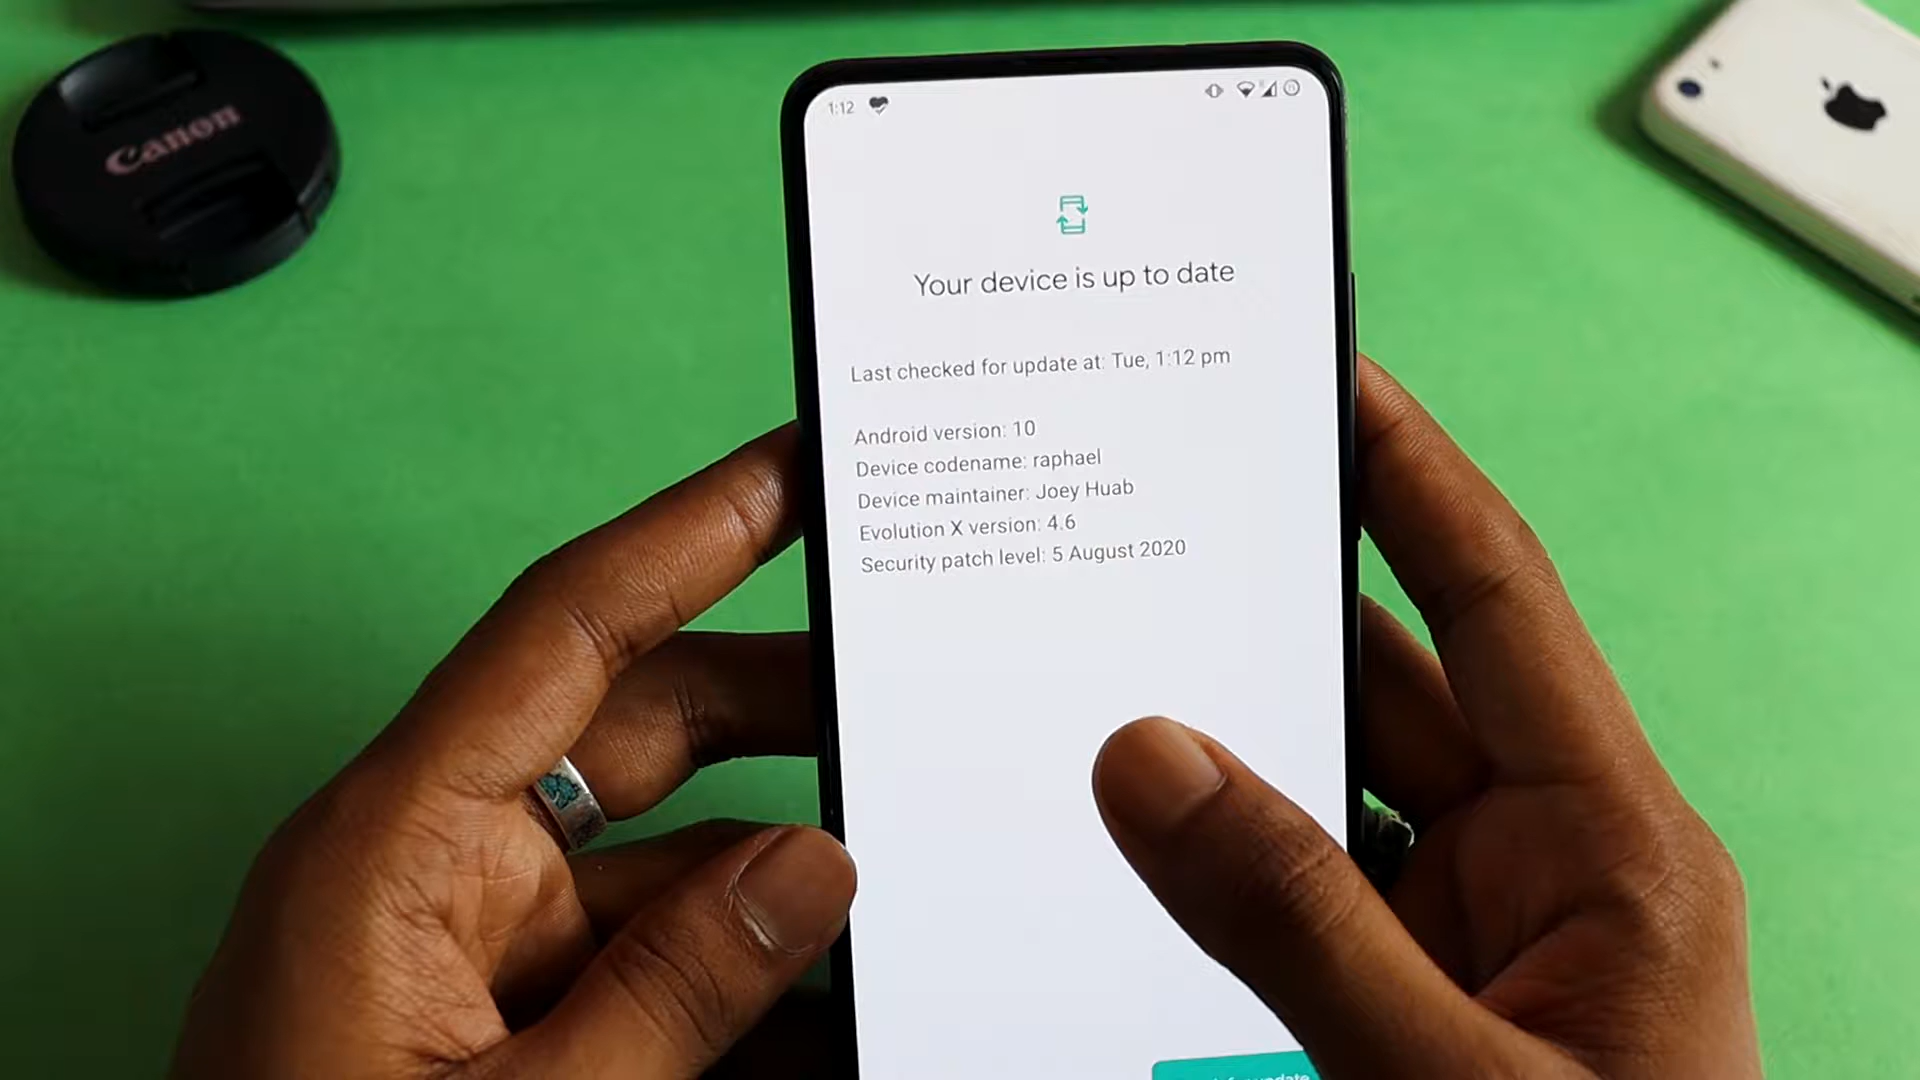 Canon
1:12
Your device is up to date
Last checked for update at: Tue, 1:12 pm
Android version: 10
Device codename: raphael
Device maintainer: Joey Huab
Evolution X version: 4.6
Security patch level: 5 August 2020
update